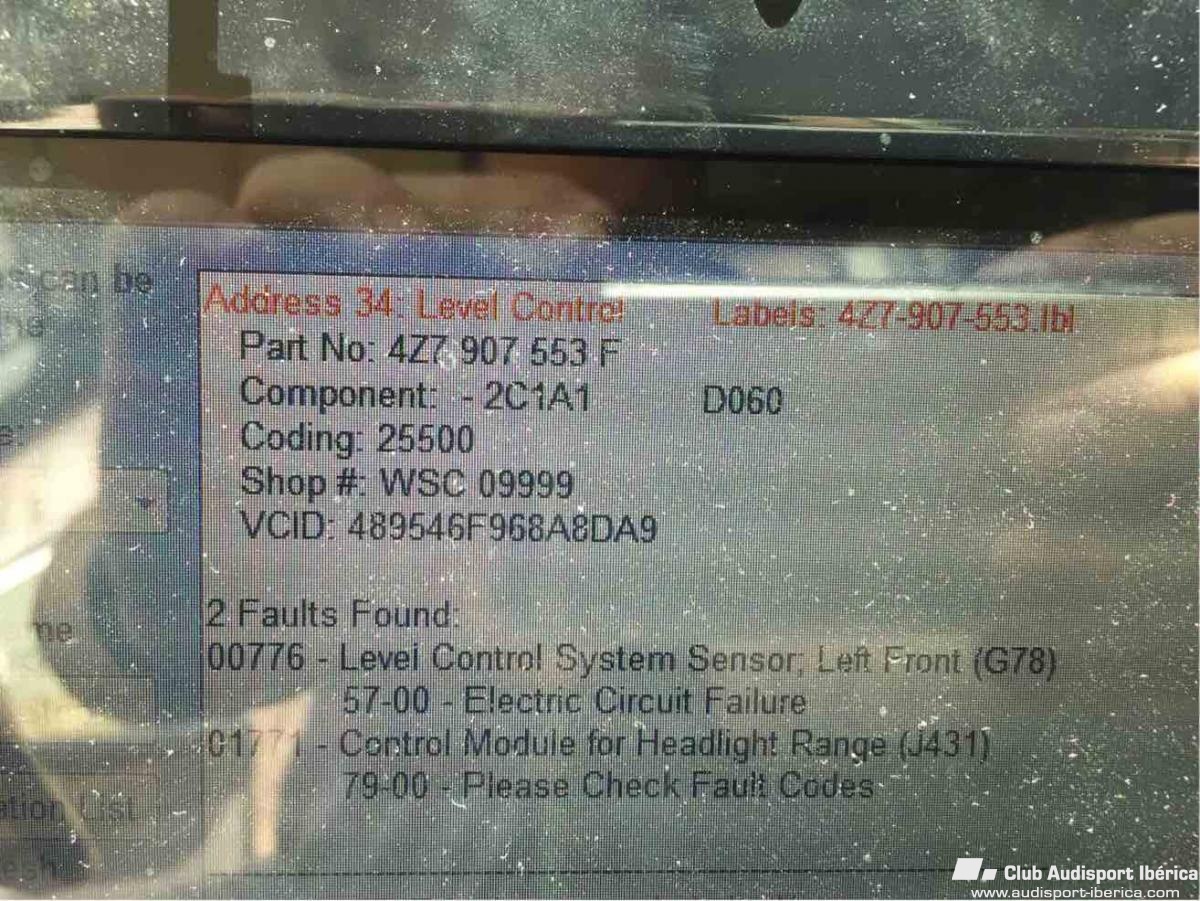 can be
Address 34: Level Control Labels: 4Z7-907-553.lbl
Part No: 4Z7 907 553 F
Component: - 2C1A1 D060
Coding: 25500
Shop #: WSC 09999
VCID: 489546F968A8DA9
2 Faults Found:
00776 - Level Control System Sensor; Left Front (G78)
57-00 - Electric Circuit Failure
01771 - Control Module for Headlight Range (J431)
79-00 - Please Check Fault Codes
List
Club Audisport Ibérica
www.audisport-iberica.com